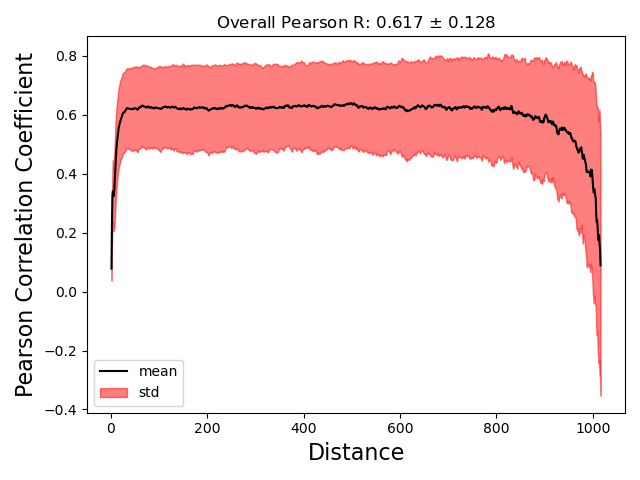 Overall Pearson R: 0.617 ± 0.128
Pearson Correlation Coefficient
0.8
0.6
0.4
0.2
0.0
−0.2
−0.4
mean
std
0 200 400 600 800 1000
Distance